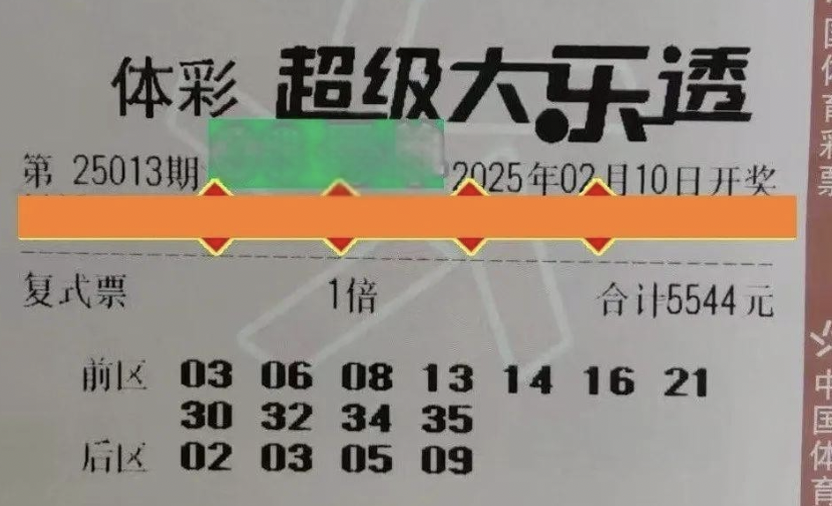 体彩 超级大乐透
第 25013期 2025年02月10日开奖
复式票 1倍 合计5544元
前区 03 06 08 13 14 16 21
30 32 34 35
后区 02 03 05 09
国体育彩票
中国体育